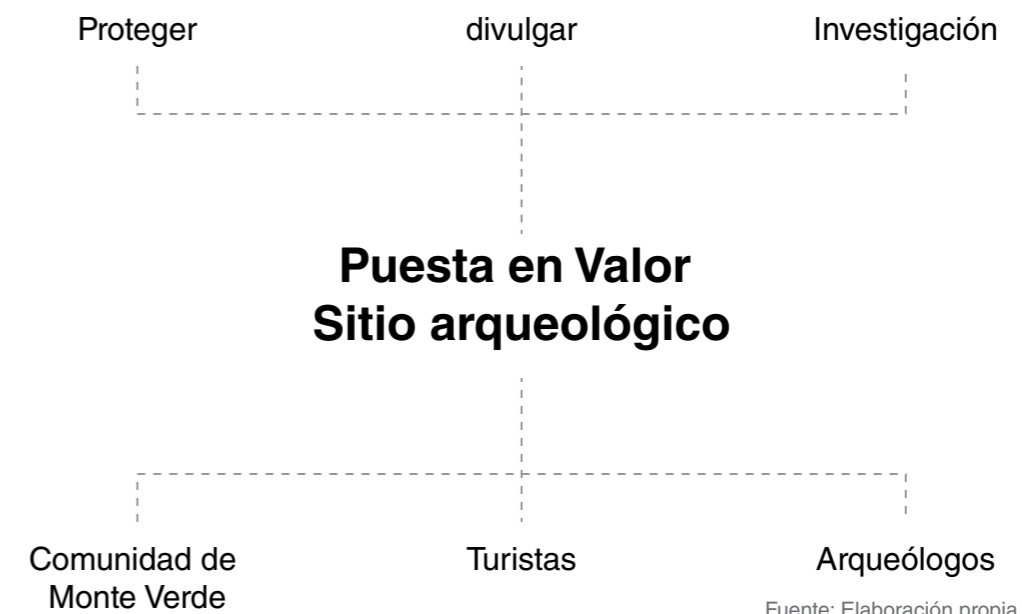 Proteger
divulgar
Investigación
Puesta en Valor
Sitio arqueológico
Comunidad de
Monte Verde
Turistas
Arqueólogos
Fuente: Elaboración propia